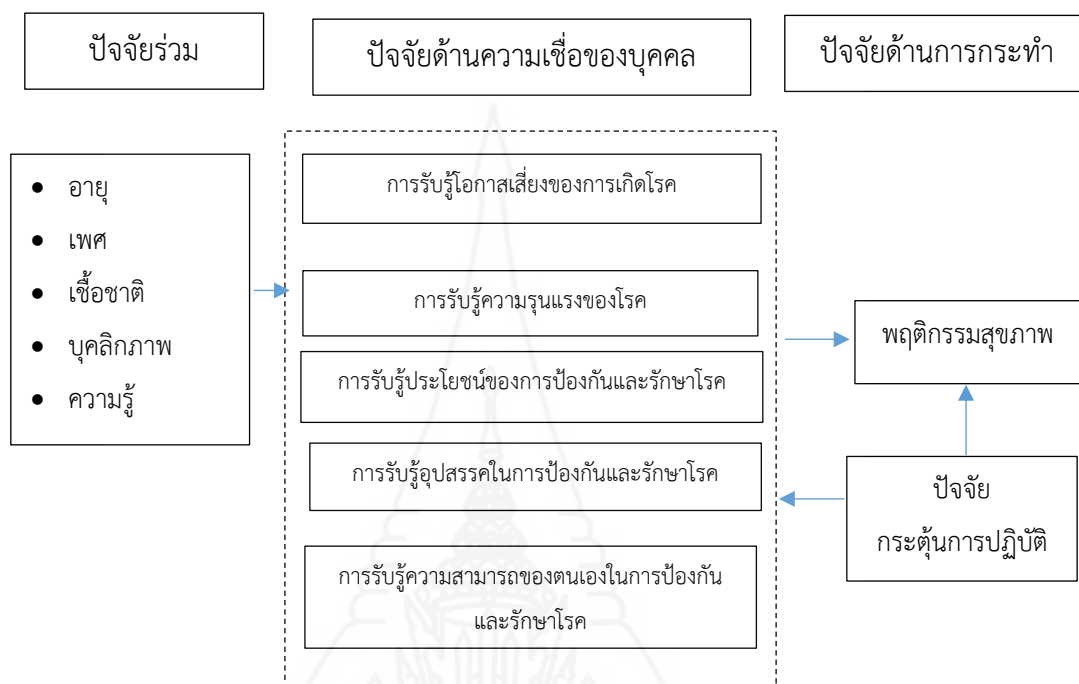 ปัจจัยร่วม
ปัจจัยด้านความเชื่อของบุคคล
ปัจจัยด้านการกระทำ
• อายุ
• เพศ
• เชื้อชาติ
• บุคลิกภาพ
• ความรู้
การรับรู้โอกาสเสี่ยงของการเกิดโรค
การรับรู้ความรุนแรงของโรค
การรับรู้ประโยชน์ของการป้องกันและรักษาโรค
การรับรู้อุปสรรคในการป้องกันและรักษาโรค
การรับรู้ความสามารถของตนเองในการป้องกัน
และรักษาโรค
พฤติกรรมสุขภาพ
ปัจจัย
กระตุ้นการปฏิบัติ